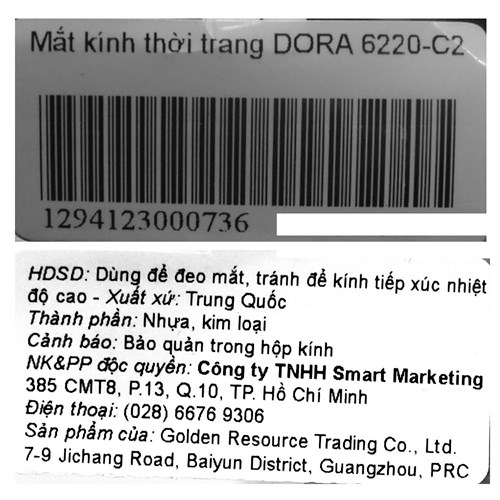 Mắt kính thời trang DORA 6220-C2
1294123000736
HDSD: Dùng để đeo mắt, tránh để kính tiếp xúc nhiệt
độ cao - Xuất xứ: Trung Quốc
Thành phần: Nhựa, kim loại
Cảnh báo: Bảo quản trong hộp kính
NK&PP độc quyền: Công ty TNHH Smart Marketing
385 CMT8, P.13, Q.10, TP. Hồ Chí Minh
Điện thoại: (028) 6676 9306
Sản phẩm của: Golden Resource Trading Co., Ltd.
7-9 Jichang Road, Baiyun District, Guangzhou, PRC